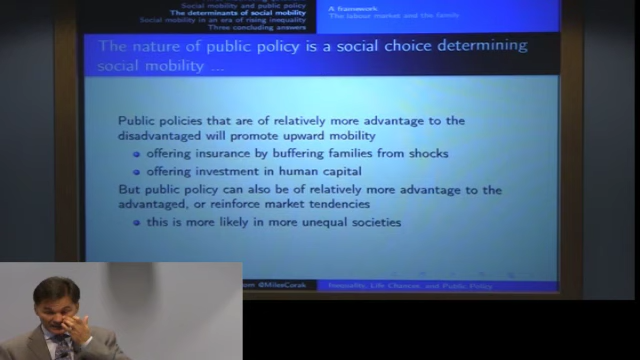 Social mobility and public policy
The determinants of social mobility
Social mobility in an era of rising inequality
Three concluding answers
A framework
The labour market and the family
The nature of public policy is a social choice determining
social mobility ...
Public policies that are of relatively more advantage to the
disadvantaged will promote upward mobility
offering insurance by buffering families from shocks
offering investment in human capital
But public policy can also be of relatively more advantage to the
advantaged, or reinforce market tendencies
this is more likely in more unequal societies
com @MilesCorak
Inequality, Life Chances, and Public Policy